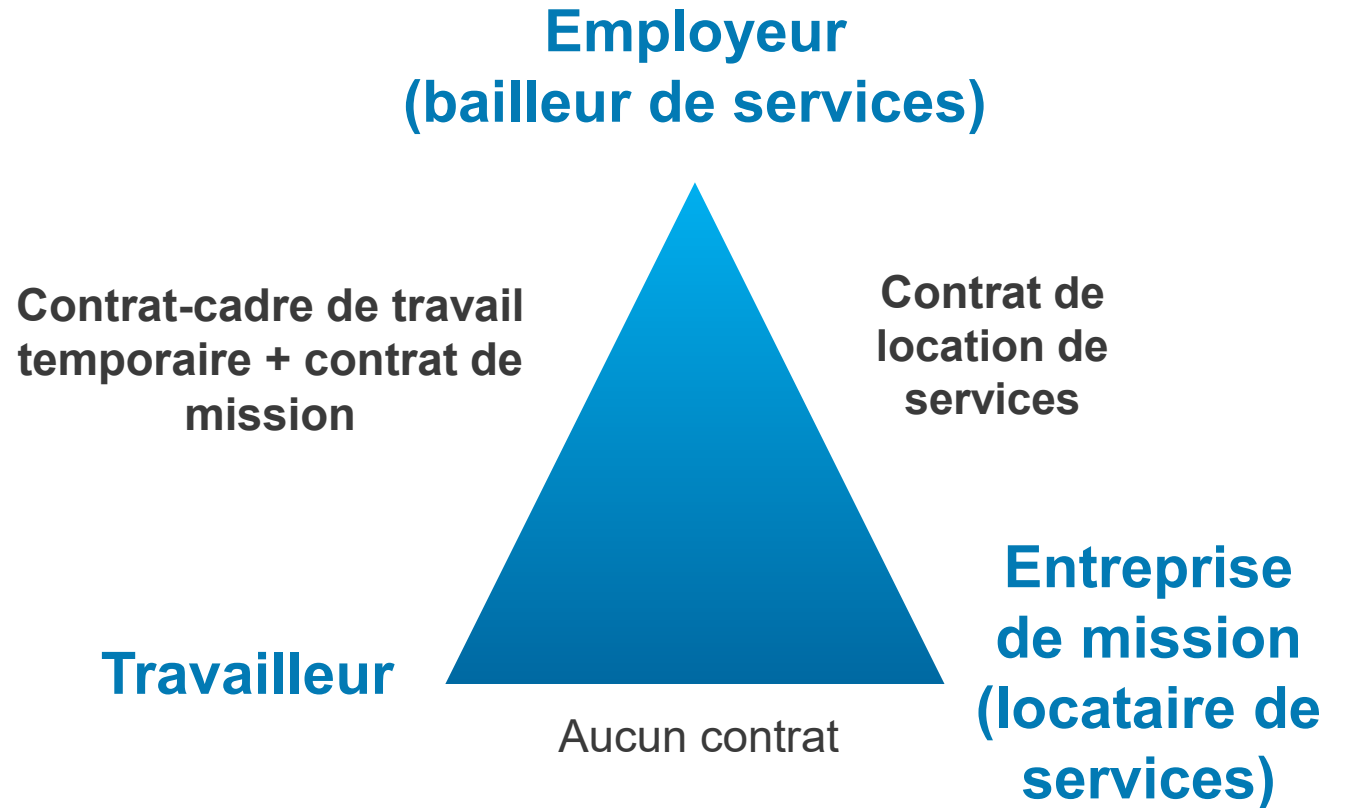 Employeur
(bailleur de services)
Contrat-cadre de travail
temporaire + contrat de
mission
Contrat de
location de
services
Travailleur
Entreprise
de mission
(locataire de
services)
Aucun contrat